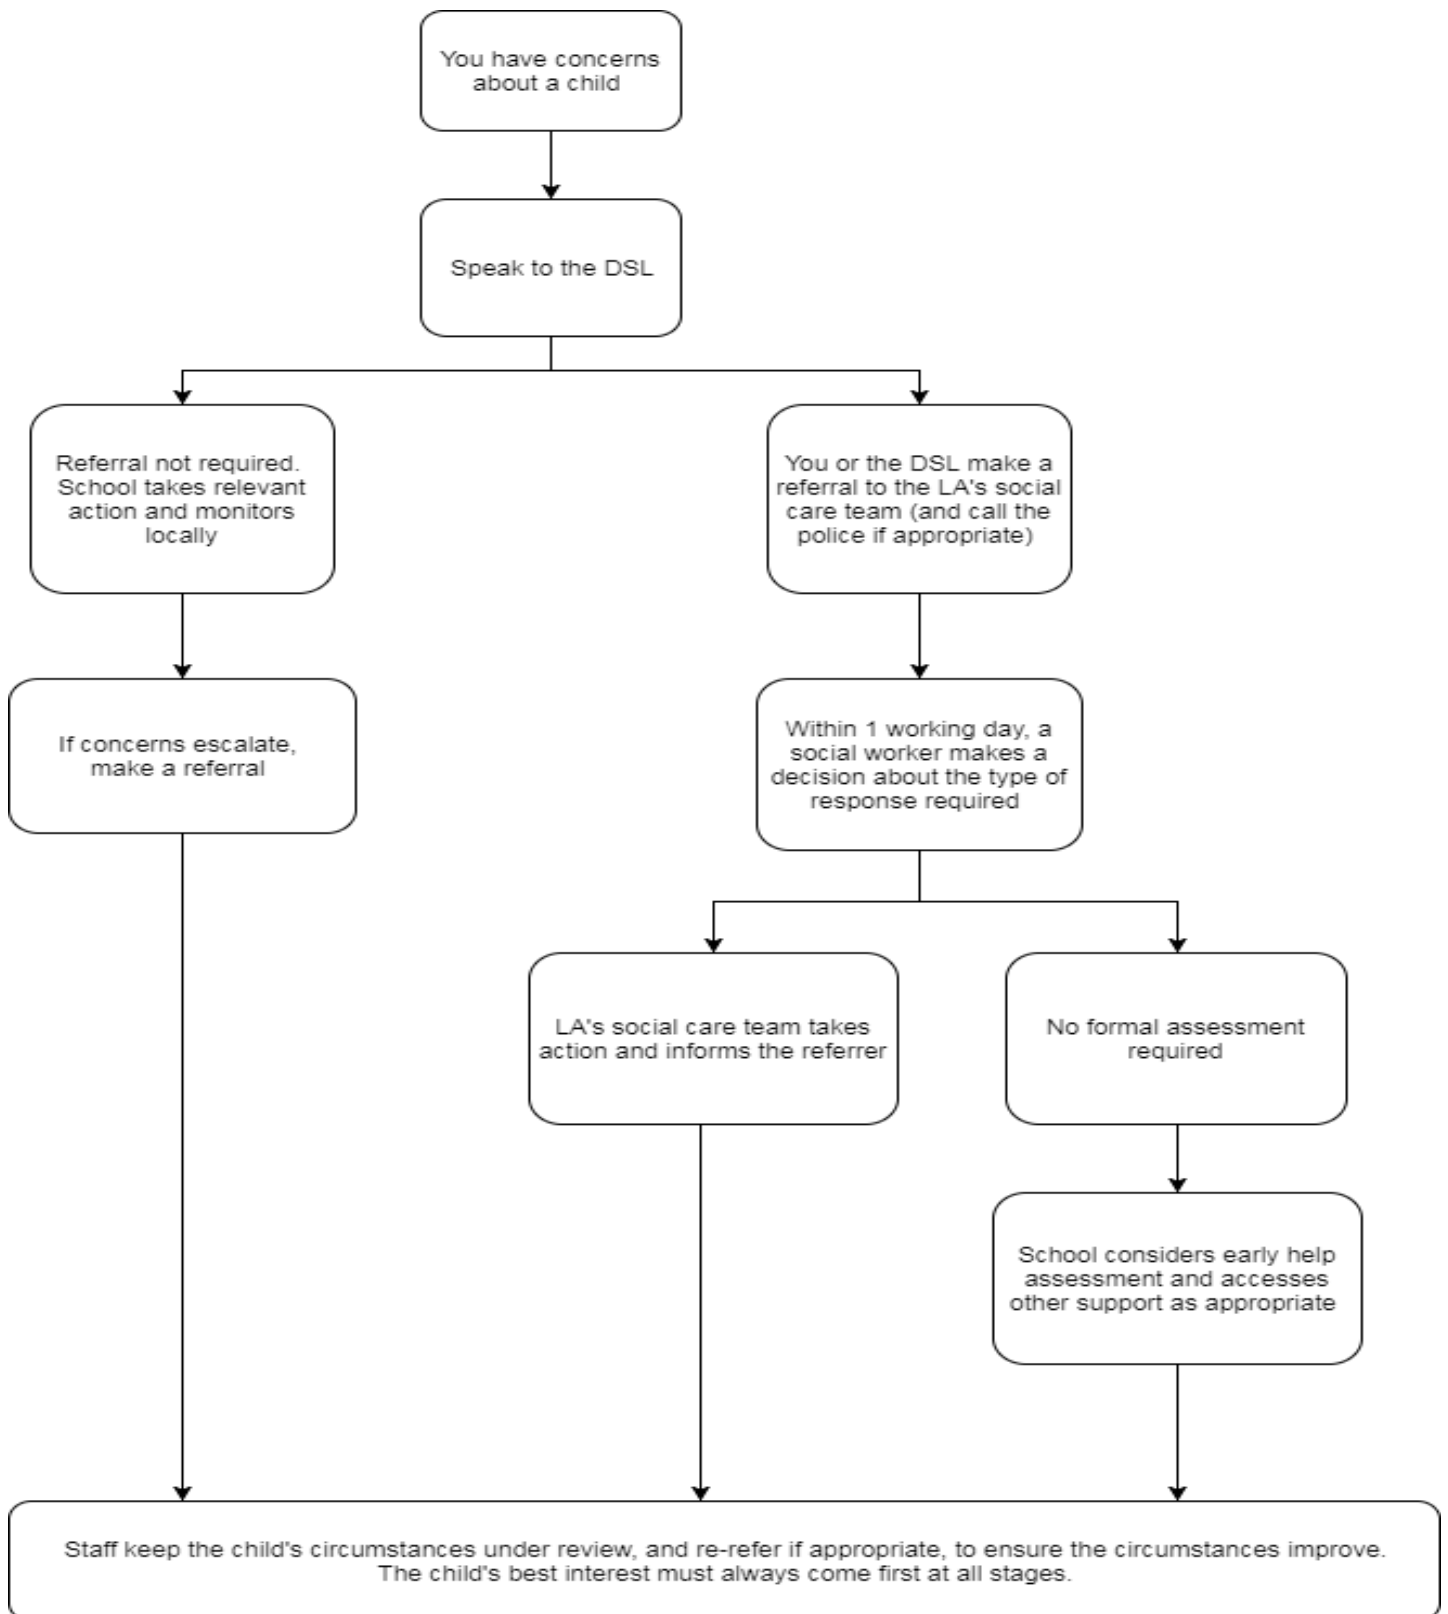 You have concerns
about a child
Speak to the DSL
Referral not required.
School takes relevant
action and monitors
locally
You or the DSL make a
referral to the LA's social
care team (and call the
police if appropriate)
If concerns escalate,
make a referral
Within 1 working day, a
social worker makes a
decision about the type of
response required
LA's social care team takes
action and informs the referrer
No formal assessment
required
School considers early help
assessment and accesses
other support as appropriate
Staff keep the child's circumstances under review, and re-refer if appropriate, to ensure the circumstances improve.
The child's best interest must always come first at all stages.